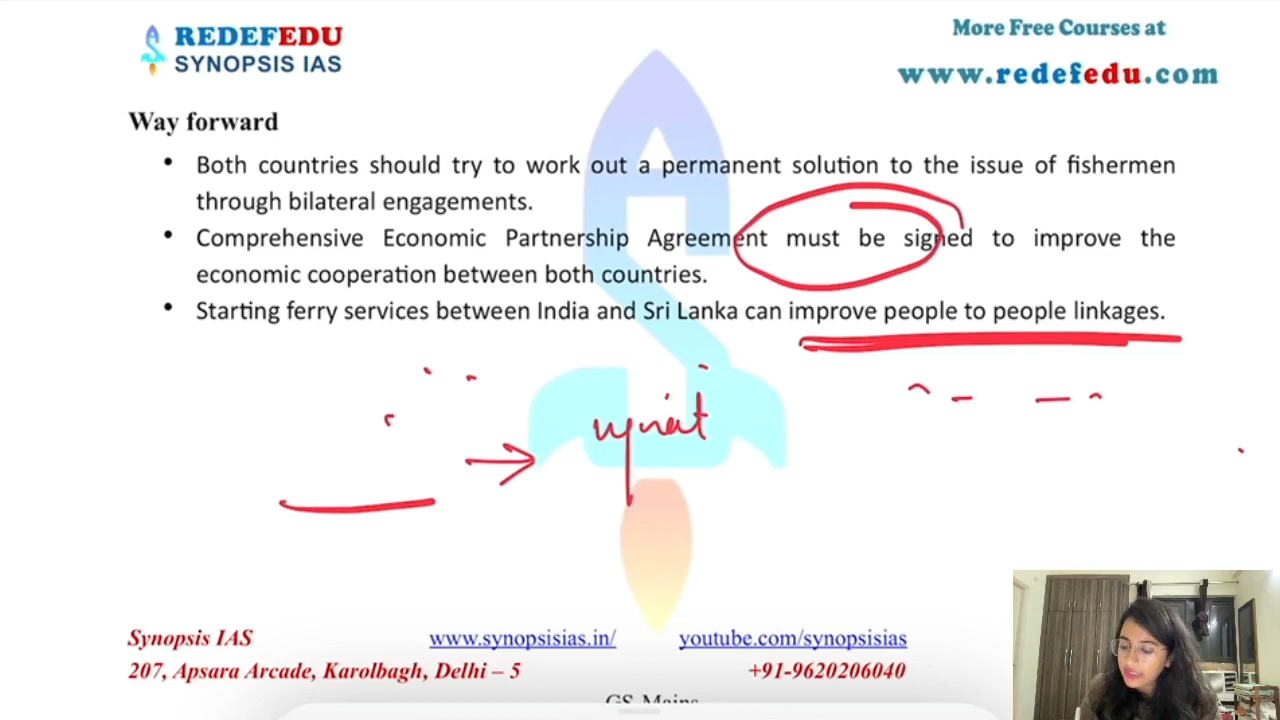 REDEFEDU
SYNOPSIS IAS
More Free Courses at
www.redefedu.com
Way forward
• Both countries should try to work out a permanent solution to the issue of fishermen
through bilateral engagements.
• Comprehensive Economic Partnership Agreement must be signed to improve the
economic cooperation between both countries.
• Starting ferry services between India and Sri Lanka can improve people to people linkages.
Synopsis IAS
www.synopsisias.in/
youtube.com/synopsisias
207, Apsara Arcade, Karolbagh, Delhi – 5
+91-9620206040
GS Mains